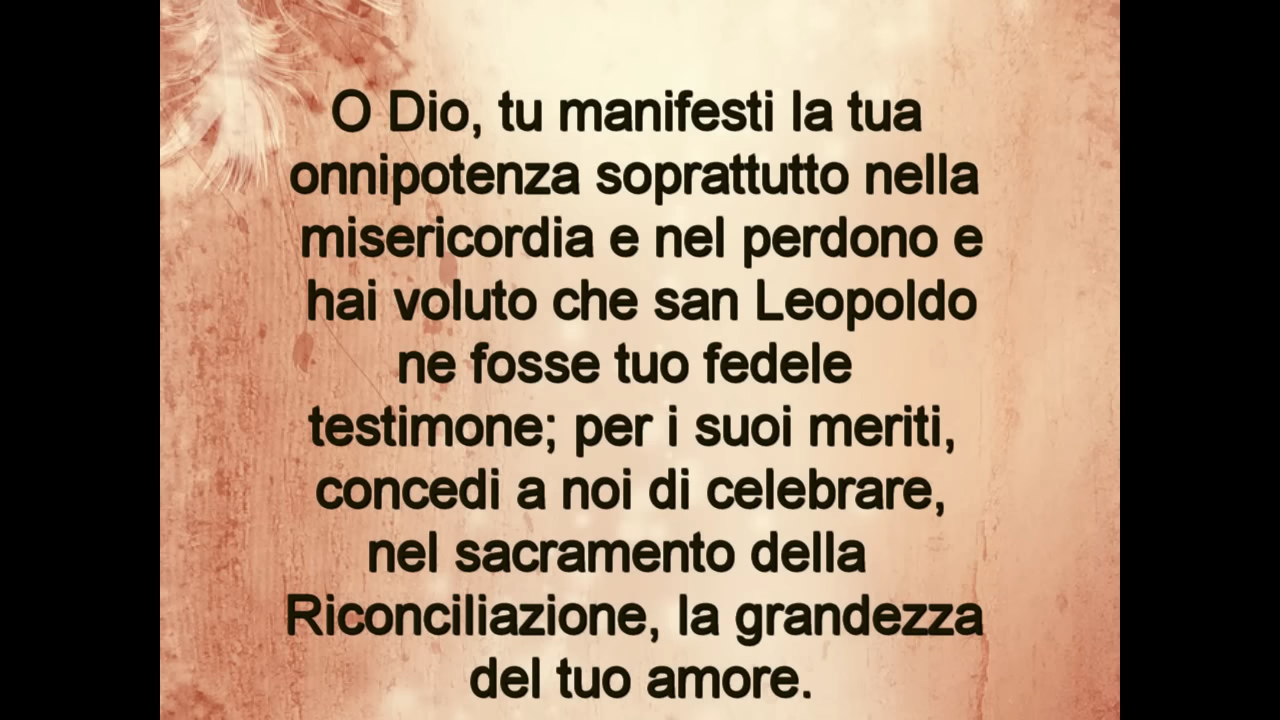 O Dio, tu manifesti la tua
onnipotenza soprattutto nella
misericordia e nel perdono e
hai voluto che san Leopoldo
ne fosse tuo fedele
testimone; per i suoi meriti,
concedi a noi di celebrare,
nel sacramento della
Riconciliazione, la grandezza
del tuo amore.